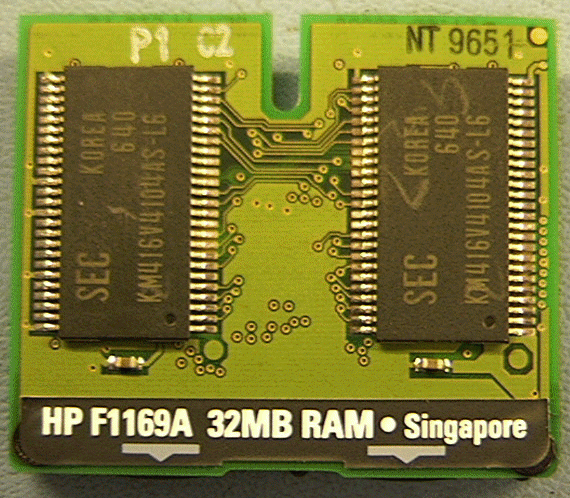 P1 C2
NT 9651
SEC KOREA 640
KM416V4104AS-L6
SEC KOREA 640
KM416V4104AS-L6
HP F1169A 32MB RAM • Singapore